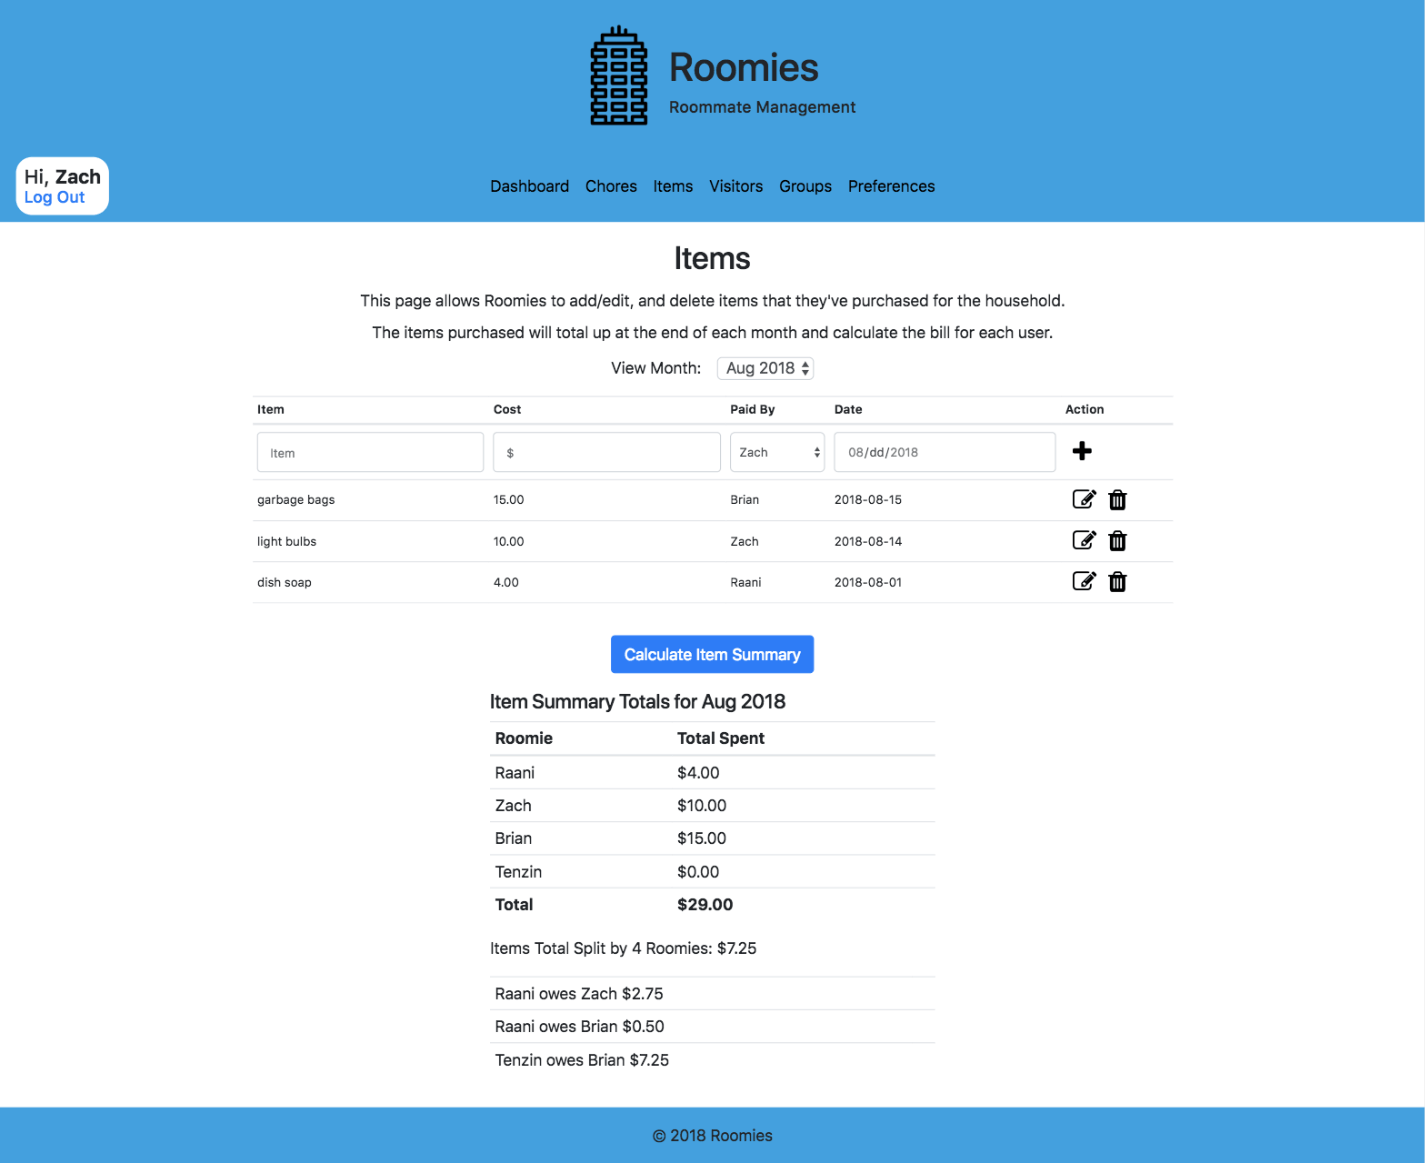 Roomies
Roommate Management
Hi, Zach
Log Out
Dashboard Chores Items Visitors Groups Preferences
Items
This page allows Roomies to add/edit, and delete items that they've purchased for the household.
The items purchased will total up at the end of each month and calculate the bill for each user.
View Month: Aug 2018
Item Cost Paid By Date Action
Item $ Zach 08/dd/2018
garbage bags 15.00 Brian 2018-08-15
light bulbs 10.00 Zach 2018-08-14
dish soap 4.00 Raani 2018-08-01
Calculate Item Summary
Item Summary Totals for Aug 2018
Roomie Total Spent
Raani $4.00
Zach $10.00
Brian $15.00
Tenzin $0.00
Total $29.00
Items Total Split by 4 Roomies: $7.25
Raani owes Zach $2.75
Raani owes Brian $0.50
Tenzin owes Brian $7.25
© 2018 Roomies